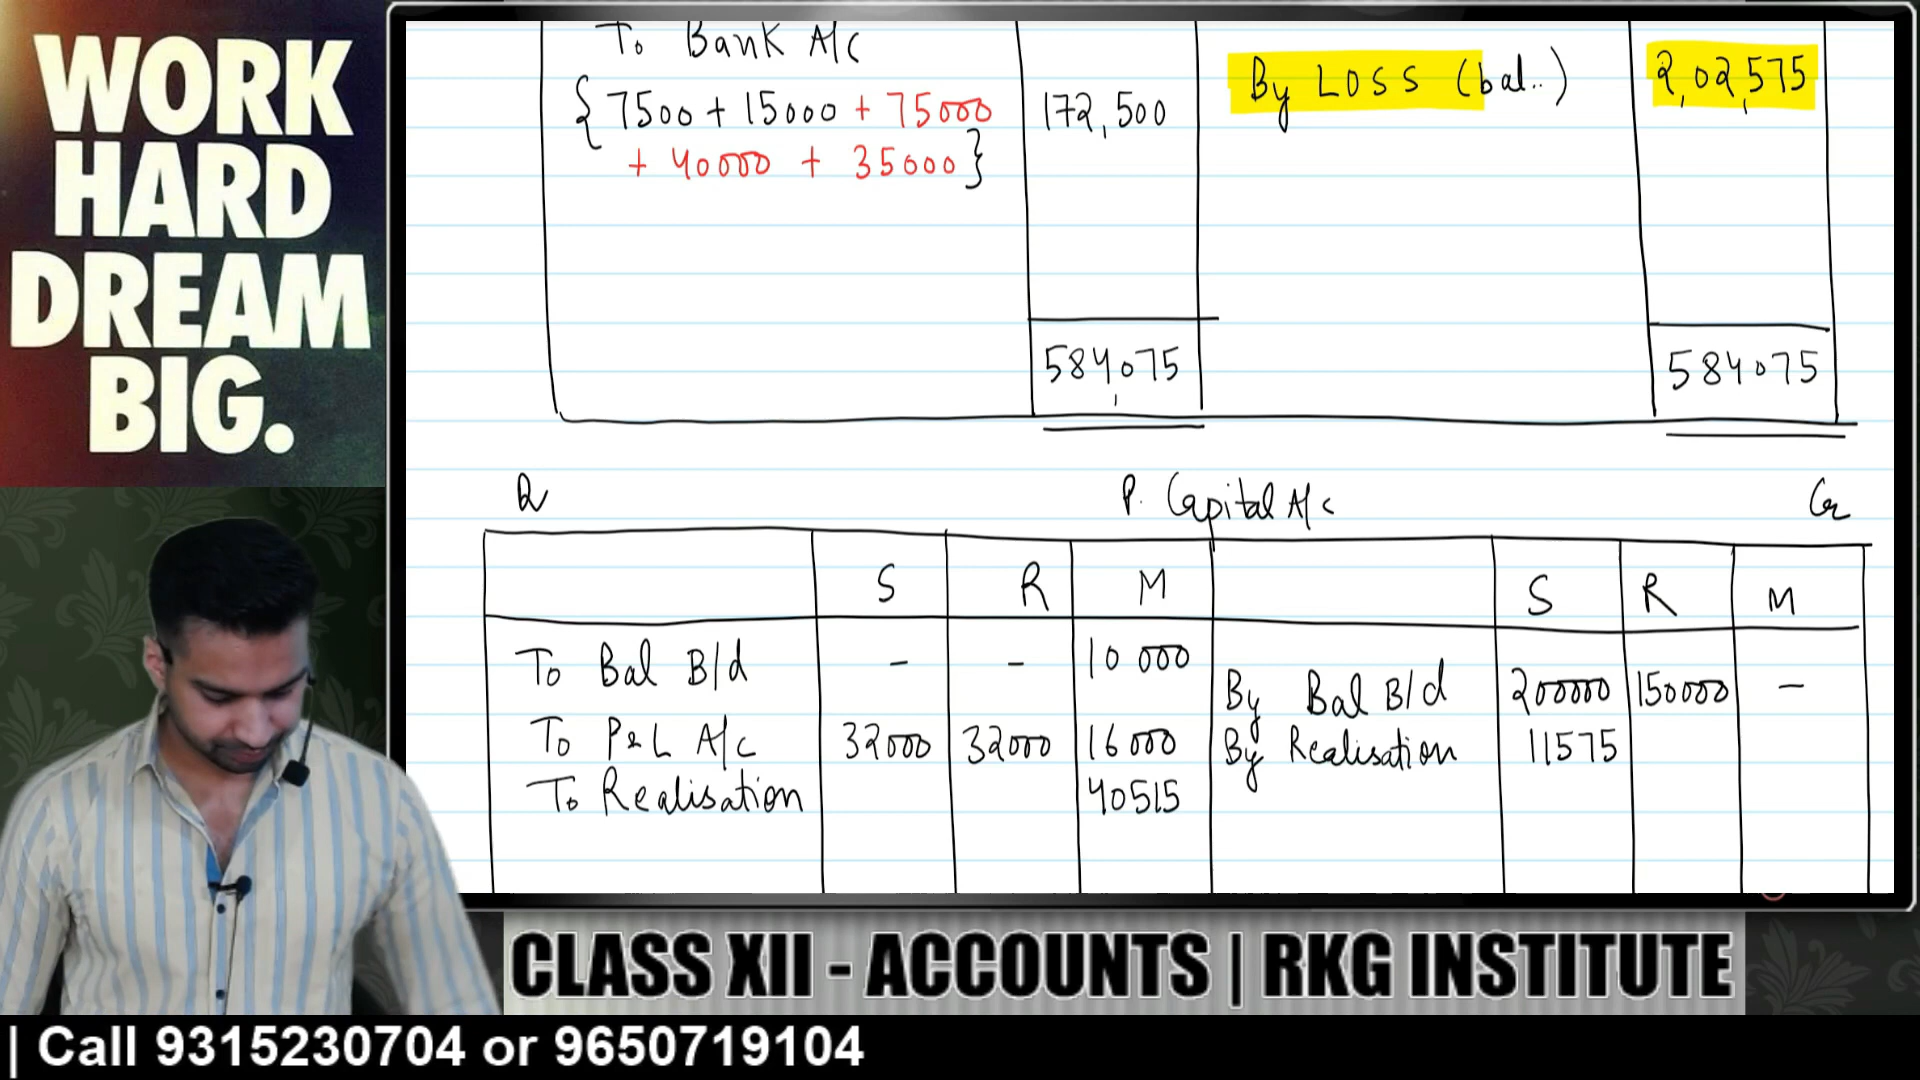 WORK
HARD
DREAM
BIG.
To Bank A/c
{7500 + 15000 + 75000 172,500
+ 40000 + 35000}
By LOSS (bal..) 2,02,575
584,075 584075
Dr P. Capital A/c Cr
S R M S R M
To Bal B/d - - 10 000 By Bal B/d 200000 150000 -
To P&L A/c 32000 32000 16000 By Realisation 11575
To Realisation 40515
CLASS XII - ACCOUNTS | RKG INSTITUTE
| Call 9315230704 or 9650719104